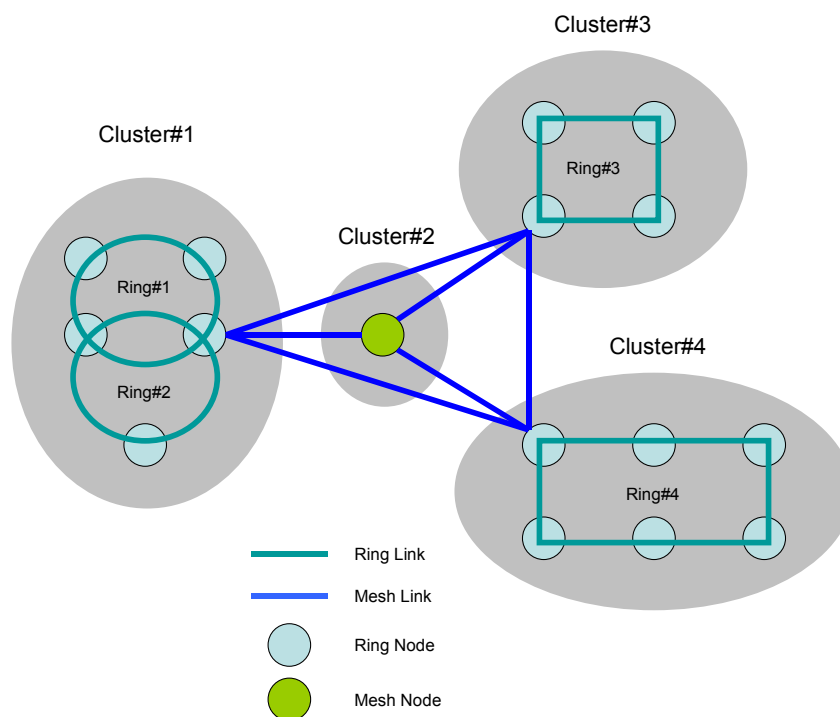 Cluster#3
Cluster#1
Ring#3
Cluster#2
Ring#1
Cluster#4
Ring#2
Ring#4
Ring Link
Mesh Link
Ring Node
Mesh Node